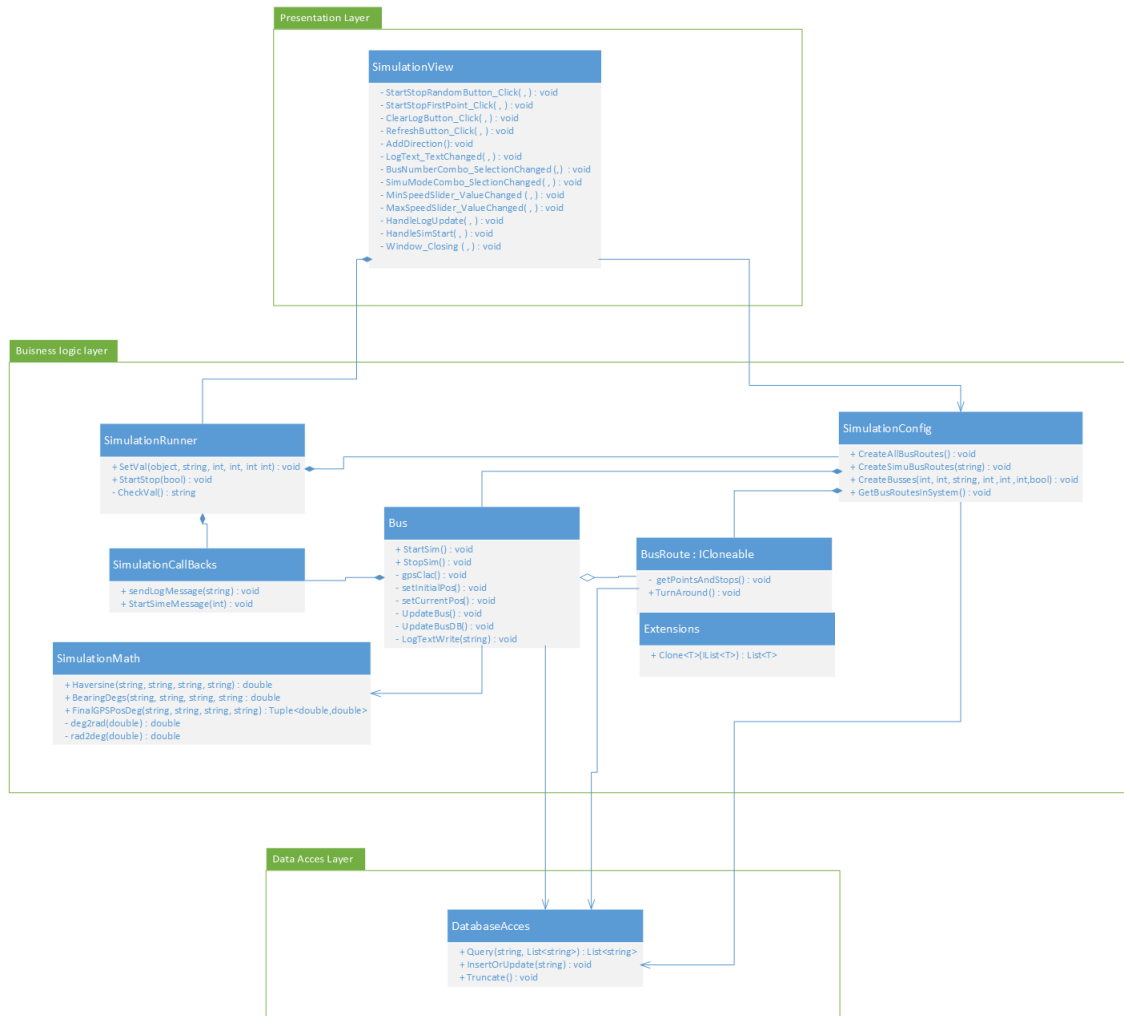 Presentation Layer
SimulationView
- StartStopRandomButton_Click( , ) : void
- StartStopFirstPoint_Click( , ) : void
- ClearLogButton_Click( , ) : void
- RefreshButton_Click( , ) : void
- AddDirection(): void
- LogText_TextChanged( , ) : void
- BusNumberCombo_SelectionChanged (,) : void
- SimuModeCombo_SlectionChanged( , ) : void
- MinSpeedSlider_ValueChanged ( , ) : void
- MaxSpeedSlider_ValueChanged( , ) : void
- HandleLogUpdate( , ) : void
- HandleSimStart( , ) : void
- Window_Closing ( , ) : void
Buisness logic layer
SimulationRunner
+ SetVal(object, string, int, int, int int) : void
+ StartStop(bool) : void
- CheckVal() : string
SimulationConfig
+ CreateAllBusRoutes() : void
+ CreateSimuBusRoutes(string) : void
+ CreateBusses(int, int, string, int ,int ,int,bool) : void
+ GetBusRoutesInSystem() : void
Bus
+ StartSim() : void
+ StopSim() : void
- gpsClac() : void
- setInitialPos() : void
- setCurrentPos() : void
- UpdateBus() : void
- UpdateBusDB() : void
- LogTextWrite(string) : void
SimulationCallBacks
+ sendLogMessage(string) : void
+ StartSimeMessage(int) : void
BusRoute : ICloneable
- getPointsAndStops() : void
+ TurnAround() : void
Extensions
+ Clone<T>(IList<T>) : List<T>
SimulationMath
+ Haversine(string, string, string, string) : double
+ BearingDegs(string, string, string, string : double
+ FinalGPSPosDeg(string, string, string, string) : Tuple<double,double>
- deg2rad(double) : double
- rad2deg(double) : double
Data Acces Layer
DatabaseAcces
+ Query(string, List<string>) : List<string>
+ InsertOrUpdate(string) : void
+ Truncate() : void